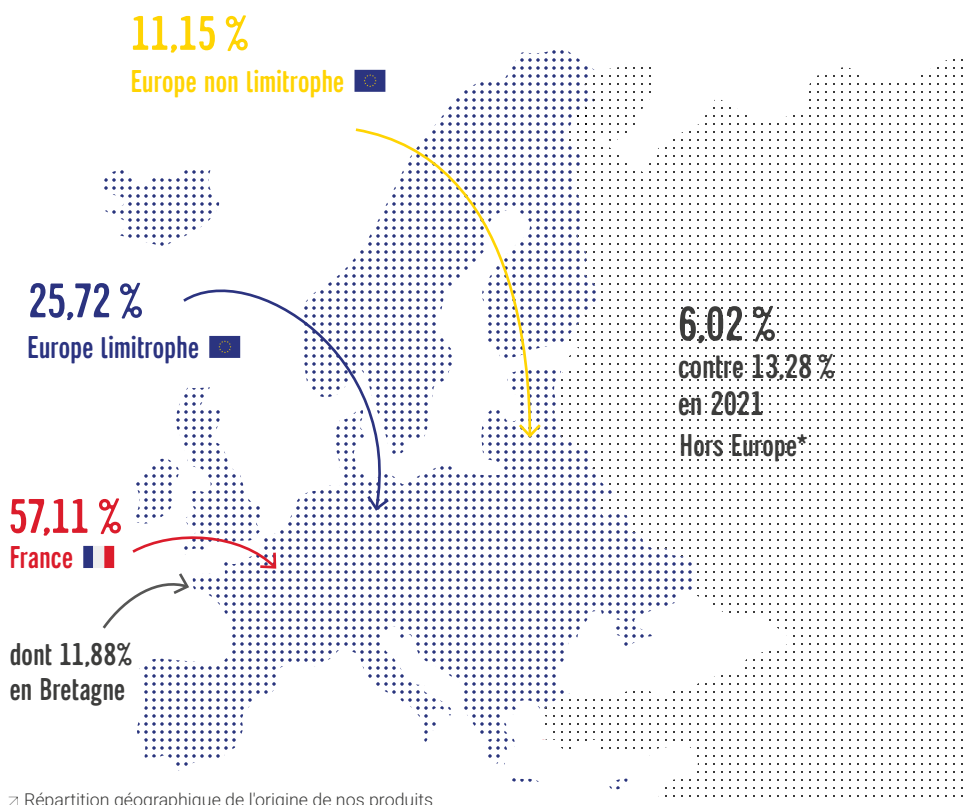 11,15 %
Europe non limitrophe
25,72 %
Europe limitrophe
6,02 %
contre 13,28 %
en 2021
Hors Europe*
57,11 %
France
dont 11,88%
en Bretagne
↗ Répartition géographique de l'origine de nos produits